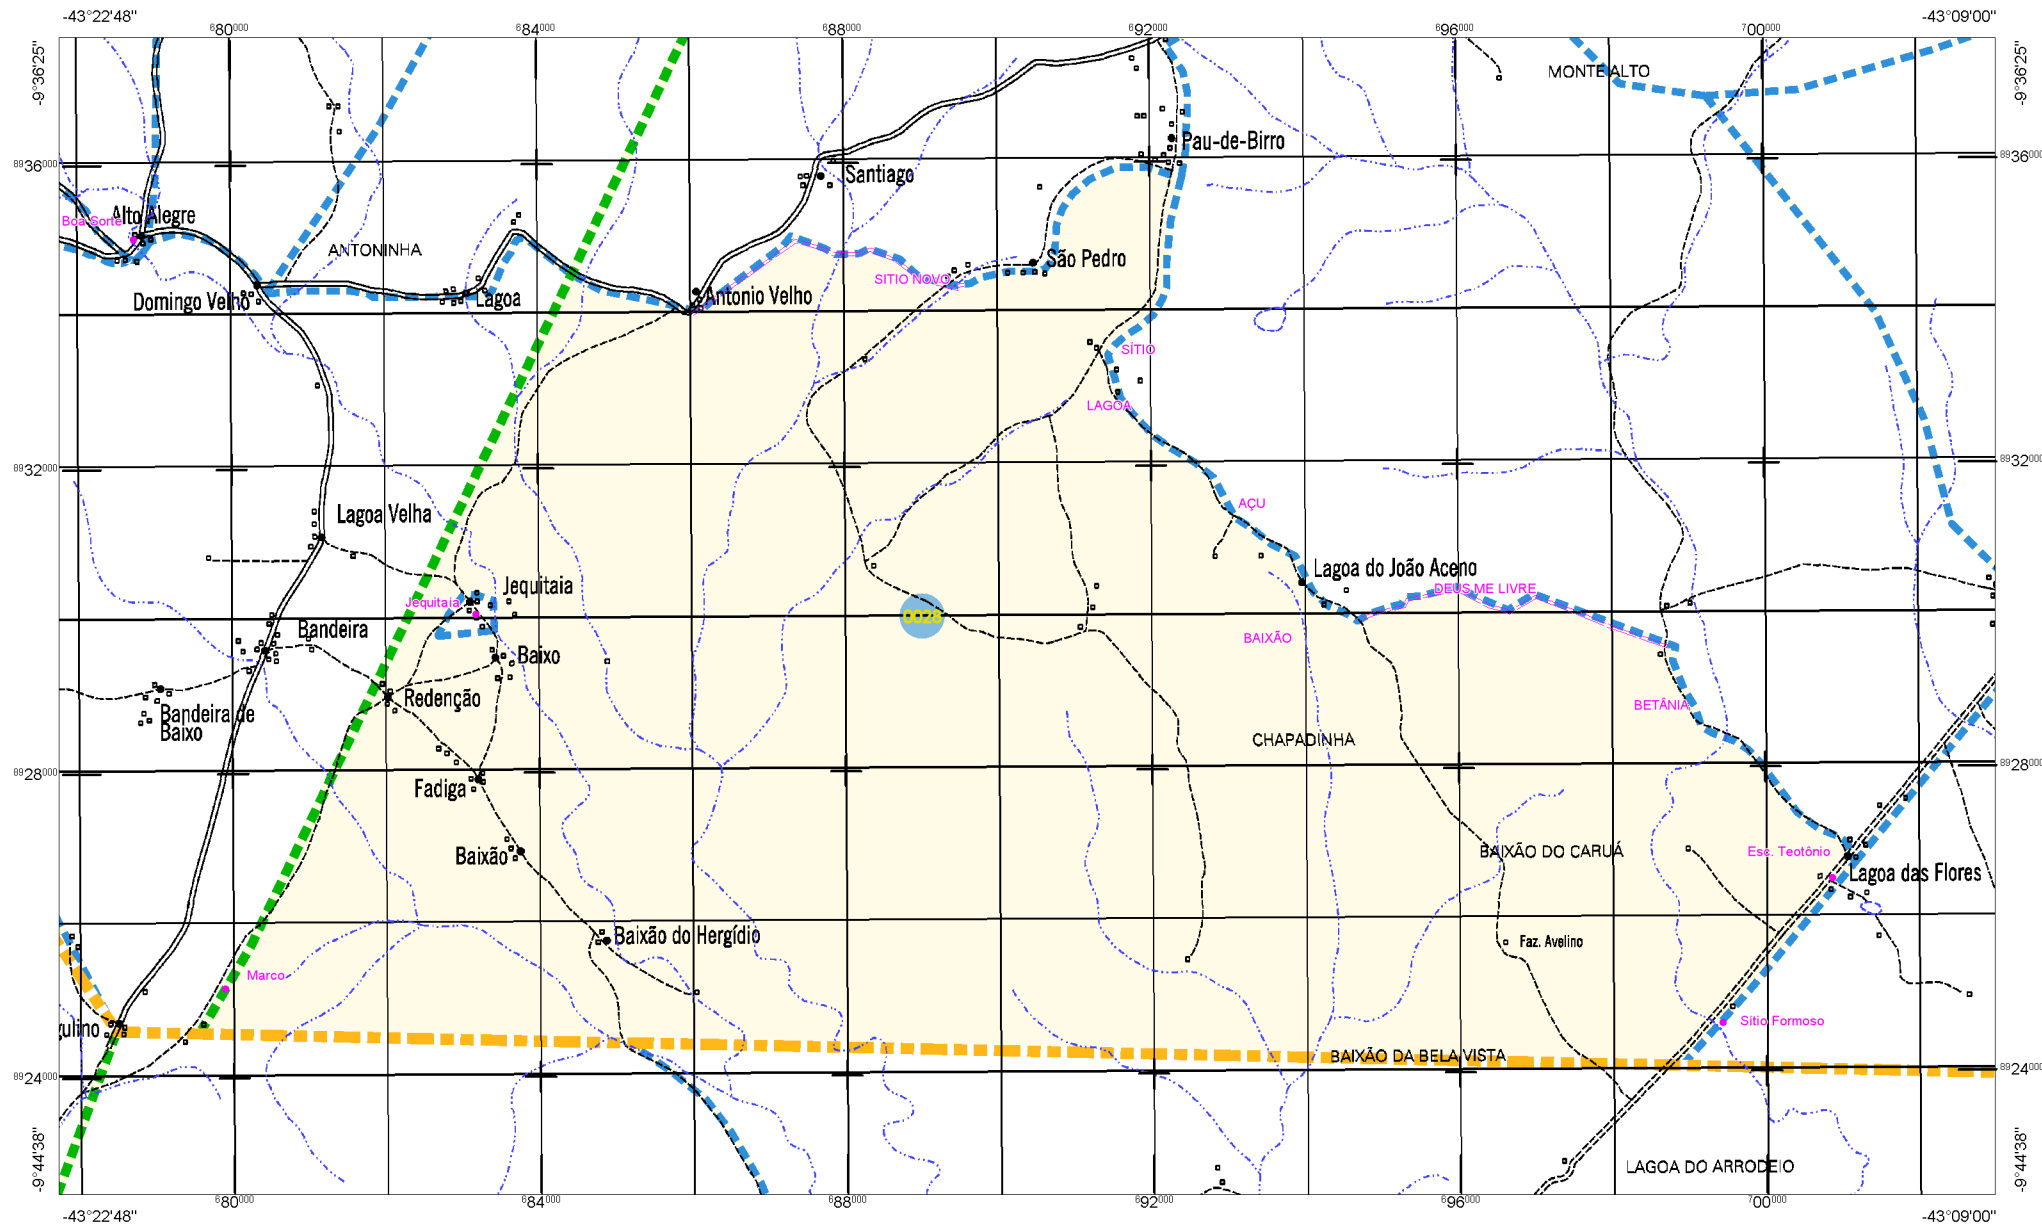 -43°22'48"
-43°09'00"
680000
684000
688000
692000
696000
700000
-9°36'25"
-9°36'25"
MONTE ALTO
Pau-de-Birro
8936000
8936000
Santiago
Alto Alegre
Boa Sorte
ANTONINHA
São Pedro
SITIO NOVO
Domingo Velho
Lagoa
Antonio Velho
SÍTIO
LAGOA
8932000
8932000
AÇU
Lagoa Velha
Lagoa do João Aceno
Jequitaia
DEUS ME LIVRE
Jequitaia
0028
Bandeira
BAIXÃO
Baixo
Redenção
BETÂNIA
Bandeira de
Baixo
CHAPADINHA
8928000
8928000
Fadiga
Baixão
BAIXÃO DO CARUÁ
Esc. Teotônio
Lagoa das Flores
Baixão do Hergídio
Faz. Avelino
Marco
gulino
Sítio Formoso
BAIXÃO DA BELA VISTA
8924000
8924000
LAGOA DO ARRODEIO
-9°44'38"
-9°44'38"
680000
684000
688000
692000
696000
700000
-43°22'48"
-43°09'00"